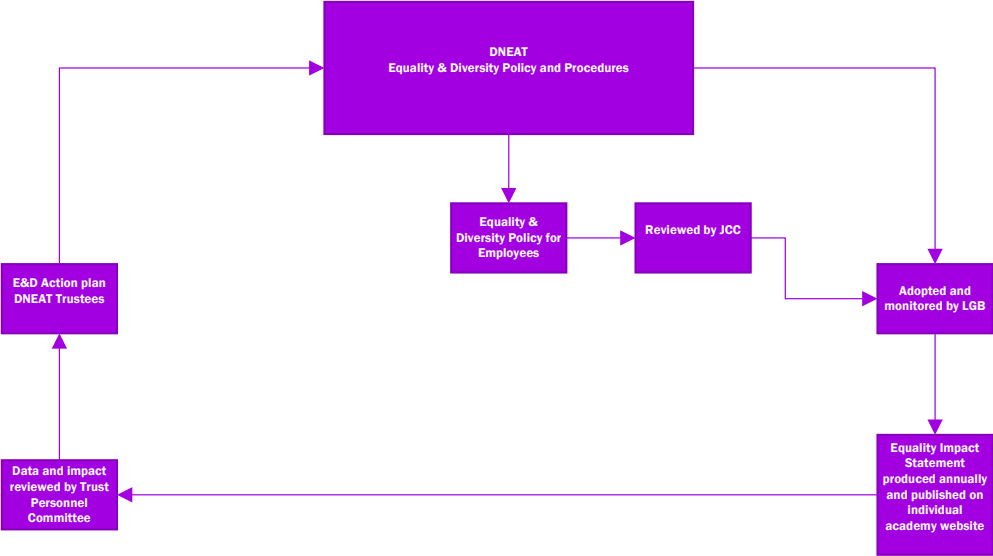 DNEAT
Equality & Diversity Policy and Procedures
Equality &
Diversity Policy for
Employees
Reviewed by JCC
E&D Action plan
DNEAT Trustees
Adopted and
monitored by LGB
Data and impact
reviewed by Trust
Personnel
Committee
Equality Impact
Statement
produced annually
and published on
individual
academy website